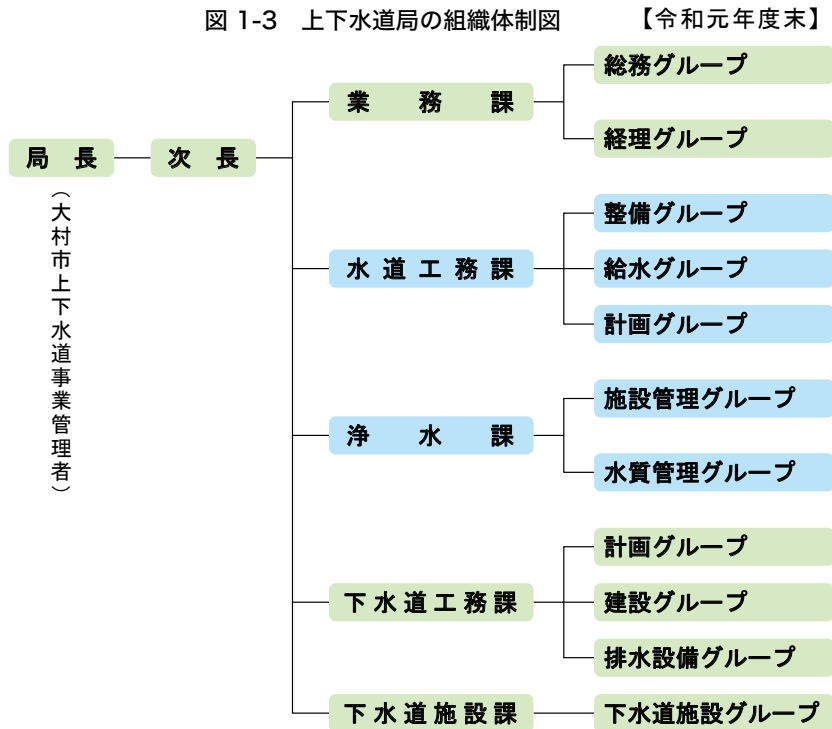 図 1-3　上下水道局の組織体制図　【令和元年度末】
局　長
（大村市上下水道事業管理者）
次　長
業　務　課
総務グループ
経理グループ
水道工務課
整備グループ
給水グループ
計画グループ
浄　水　課
施設管理グループ
水質管理グループ
下水道工務課
計画グループ
建設グループ
排水設備グループ
下水道施設課
下水道施設グループ